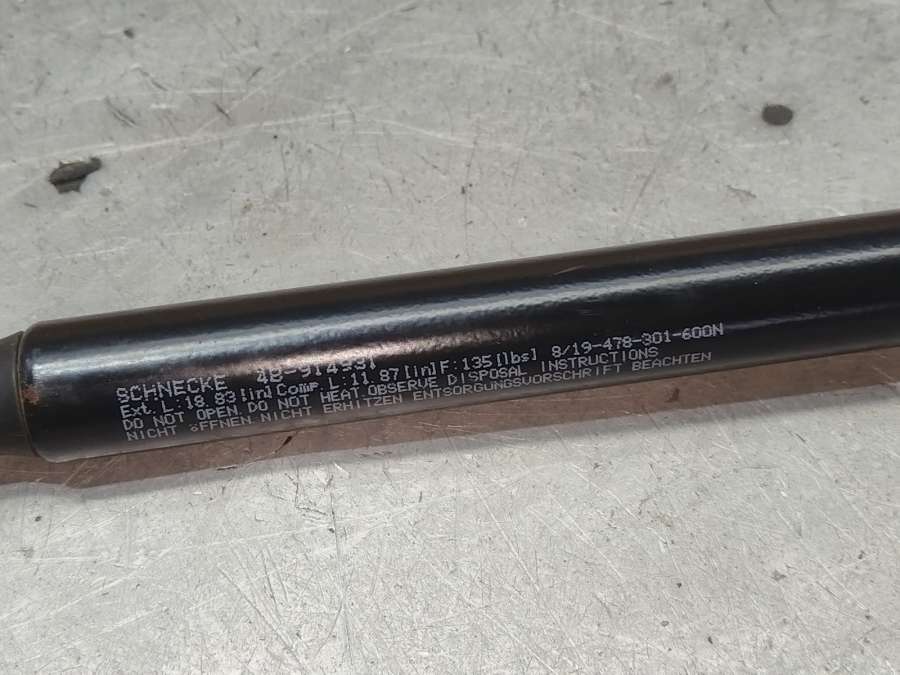 SCHNECKE 4B-914931
Ext. L: 18.83 [in] Comp. L: 11.87 [in] F: 135 [lbs] 8/19-478-301-600N
DO NOT OPEN. DO NOT HEAT. OBSERVE DISPOSAL INSTRUCTIONS
NICHT öFFNEN NICHT ERHITZEN ENTSORGUNGSVORSCHRIFT BEACHTEN